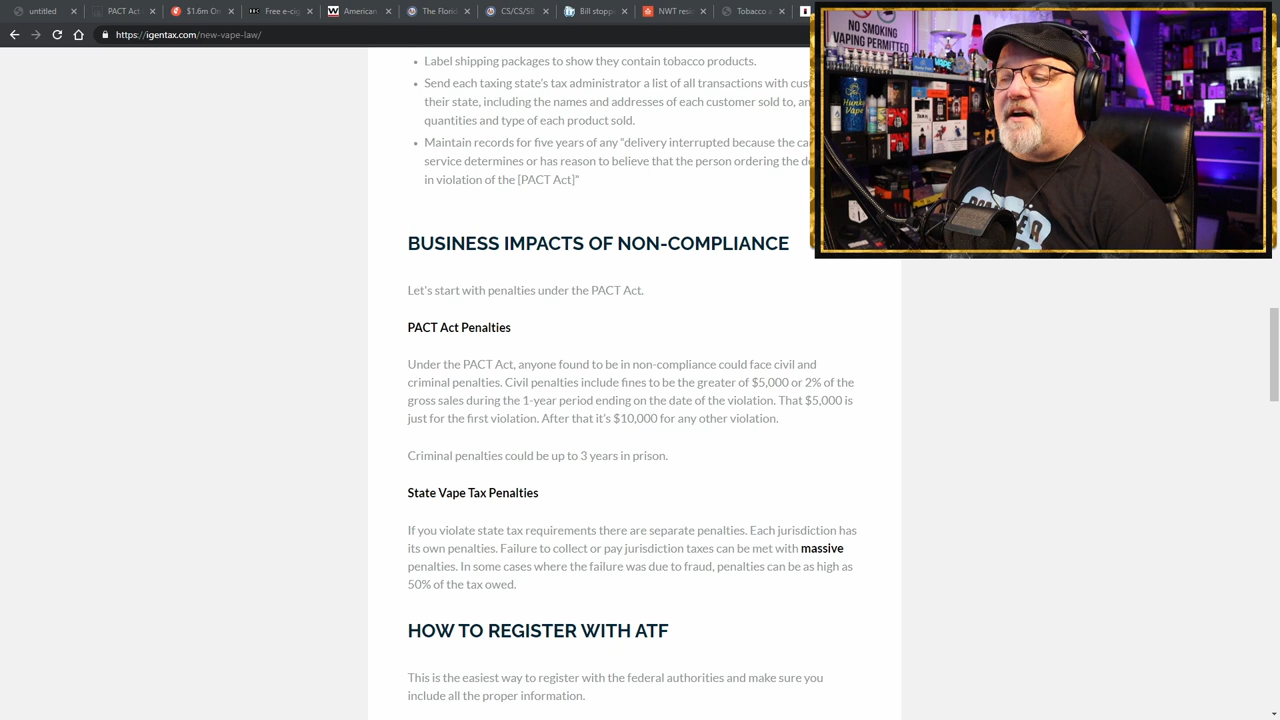 untitled
PACT Act
$1.6m Do
Free e-cig
American
The Flori
CS/CS/SE
Bill stops
NWT resi
Tobacco a
https://igentax.com/new-vape-law/
NO SMOKING
VAPING PERMITTED
VAPE
Hunky
Vape
Label shipping packages to show they contain tobacco products.
Send each taxing state's tax administrator a list of all transactions with cus
their state, including the names and addresses of each customer sold to, an
quantities and type of each product sold.
Maintain records for five years of any "delivery interrupted because the ca
service determines or has reason to believe that the person ordering the de
in violation of the [PACT Act]"
BUSINESS IMPACTS OF NON-COMPLIANCE
Let's start with penalties under the PACT Act.
PACT Act Penalties
Under the PACT Act, anyone found to be in non-compliance could face civil and
criminal penalties. Civil penalties include fines to be the greater of $5,000 or 2% of the
gross sales during the 1-year period ending on the date of the violation. That $5,000 is
just for the first violation. After that it's $10,000 for any other violation.
Criminal penalties could be up to 3 years in prison.
State Vape Tax Penalties
If you violate state tax requirements there are separate penalties. Each jurisdiction has
its own penalties. Failure to collect or pay jurisdiction taxes can be met with massive
penalties. In some cases where the failure was due to fraud, penalties can be as high as
50% of the tax owed.
HOW TO REGISTER WITH ATF
This is the easiest way to register with the federal authorities and make sure you
include all the proper information.